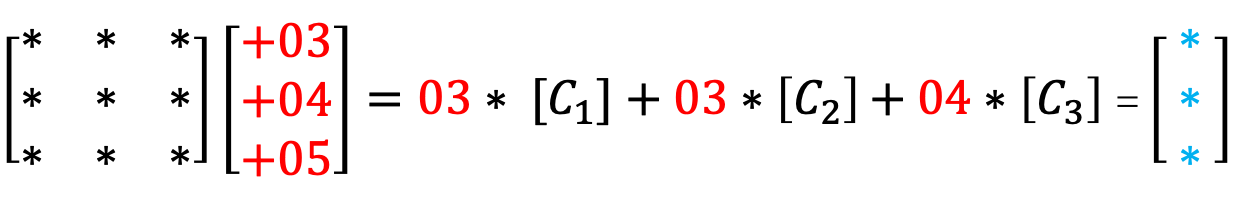 [* * *] [+03] = 03 * [C₁] + 03 * [C₂] + 04 * [C₃] = [*]
[* * *] [+04] [*]
[* * *] [+05] [*]